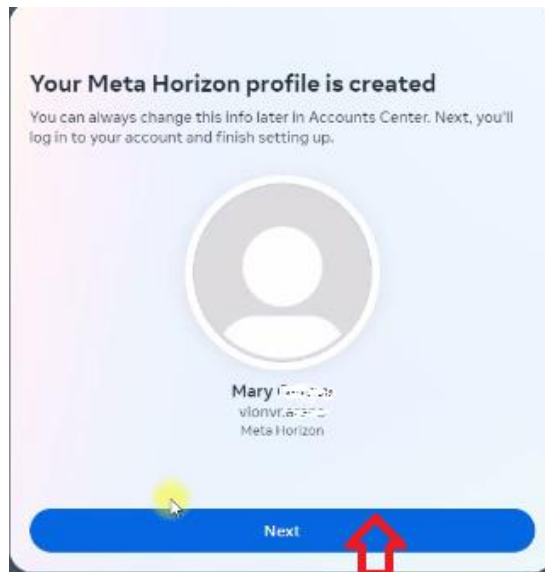 Your Meta Horizon profile is created
You can always change this info later in Accounts Center. Next, you'll
log in to your account and finish setting up.
Mary
Meta Horizon
Next